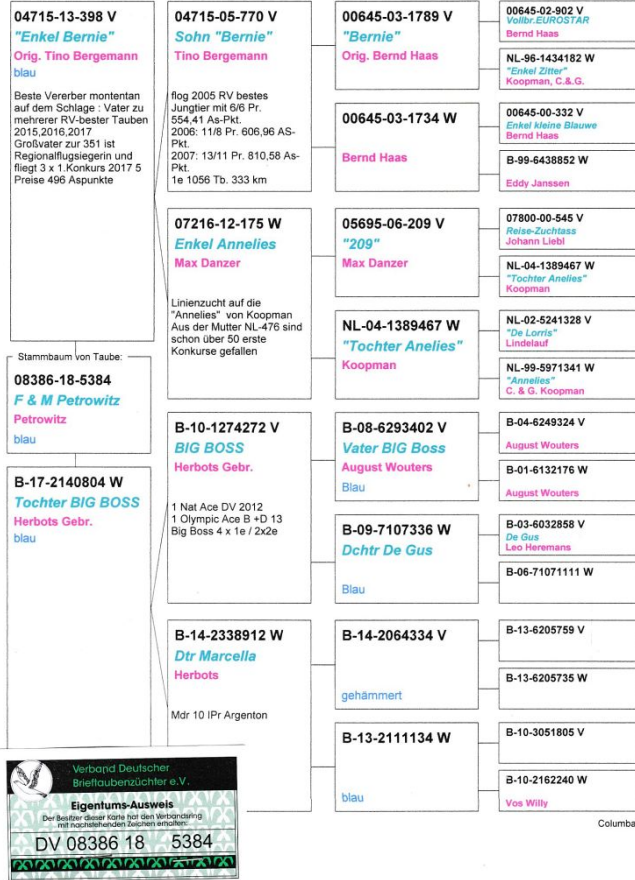 04715-13-398 V
"Enkel Bernie"
Orig. Tino Bergemann
blau
Beste Vererber montentan
auf dem Schlage : Vater zu
mehrerer RV-bester Tauben
2015,2016,2017
Großvater zur 351 ist
Regionalflugsiegerin und
fliegt 3 x 1.Konkurs 2017 5
Preise 496 Aspunkte
Stammbaum von Taube:
08386-18-5384
F & M Petrowitz
Petrowitz
blau
B-17-2140804 W
Tochter BIG BOSS
Herbots Gebr.
blau
04715-05-770 V
Sohn "Bernie"
Tino Bergemann
flog 2005 RV bestes
Jungtier mit 6/6 Pr.
554,41 As-Pkt.
2006: 11/8 Pr. 606,96 AS-
Pkt.
2007: 13/11 Pr. 810,58 As-
Pkt.
1e 1056 Tb. 333 km
07216-12-175 W
Enkel Annelies
Max Danzer
Linienzucht auf die
"Annelies" von Koopman
Aus der Mutter NL-476 sind
schon über 50 erste
Konkurse gefallen
B-10-1274272 V
BIG BOSS
Herbots Gebr.
1 Nat Ace DV 2012
1 Olympic Ace B +D 13
Big Boss 4 x 1e / 2x2e
B-14-2338912 W
Dtr Marcella
Herbots
Mdr 10 IPr Argenton
00645-03-1789 V
"Bernie"
Orig. Bernd Haas
00645-03-1734 W
Bernd Haas
05695-06-209 V
"209"
Max Danzer
NL-04-1389467 W
"Tochter Anelies"
Koopman
B-08-6293402 V
Vater BIG Boss
August Wouters
Blau
B-09-7107336 W
Dchtr De Gus
Blau
B-14-2064334 V
gehämmert
B-13-2111134 W
blau
00645-02-902 V
Vollbr.EUROSTAR
Bernd Haas
NL-96-1434182 W
"Enkel Zitter"
Koopman, C.&.G.
00645-00-332 V
Enkel kleine Blauwe
Bernd Haas
B-99-6438852 W
Eddy Janssen
07800-00-545 V
Reise-Zuchtass
Johann Liebl
NL-04-1389467 W
"Tochter Anelies"
Koopman
NL-02-5241328 V
"De Lorris"
Lindelauf
NL-99-5971341 W
"Annelies"
C. & G. Koopman
B-04-6249324 V
August Wouters
B-01-6132176 W
August Wouters
B-03-6032858 V
De Gus
Leo Heremans
B-06-71071111 W
B-13-6205759 V
B-13-6205735 W
B-10-3051805 V
B-10-2162240 W
Vos Willy
Columba
Verband Deutscher
Brieftaubenzüchter e.V.
Eigentums-Ausweis
Der Besitzer dieser Karte hat den Verbandsring
mit nachstehenden Zeichen erhalten:
DV 08386 18 5384